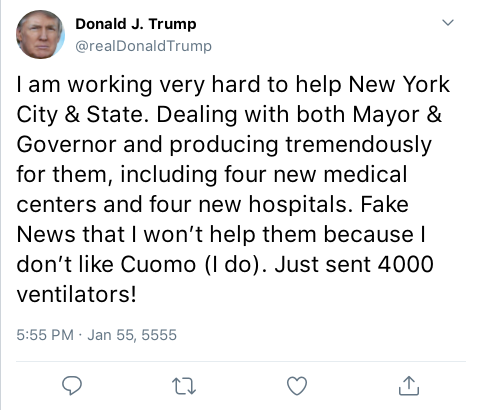 Donald J. Trump
@realDonaldTrump
I am working very hard to help New York
City & State. Dealing with both Mayor &
Governor and producing tremendously
for them, including four new medical
centers and four new hospitals. Fake
News that I won’t help them because I
don’t like Cuomo (I do). Just sent 4000
ventilators!
5:55 PM · Jan 55, 5555